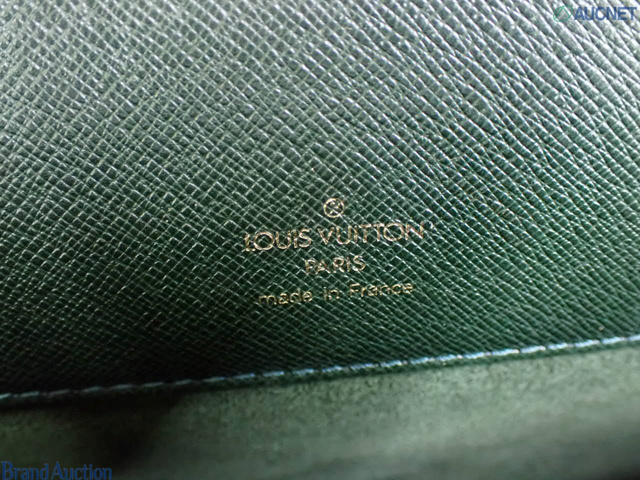 AUCNET
LOUIS VUITTON
PARIS
made in France
Brand Auction